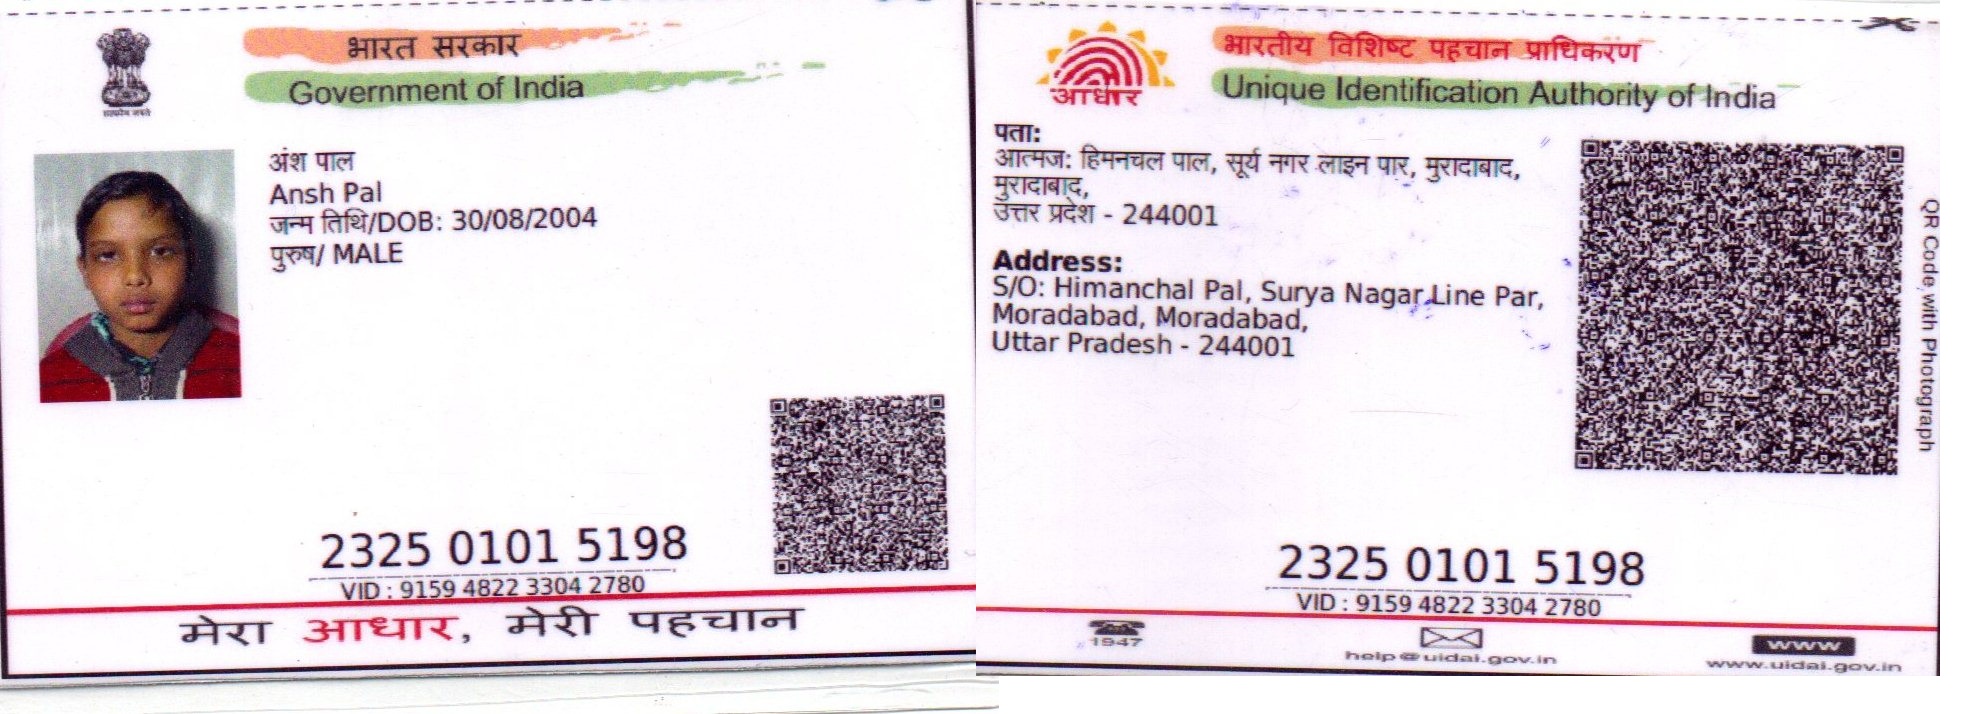 भारत सरकार
Government of India
सत्यमेव जयते
अंश पाल
Ansh Pal
जन्म तिथि/DOB: 30/08/2004
पुरुष/ MALE
2325 0101 5198
VID : 9159 4822 3304 2780
मेरा आधार, मेरी पहचान
आधार
भारतीय विशिष्ट पहचान प्राधिकरण
Unique Identification Authority of India
पता:
आत्मज: हिमनचल पाल, सूर्य नगर लाइन पार, मुरादाबाद,
मुरादाबाद,
उत्तर प्रदेश - 244001
Address:
S/O: Himanchal Pal, Surya Nagar Line Par,
Moradabad, Moradabad,
Uttar Pradesh - 244001
QR Code with Photograph
2325 0101 5198
VID : 9159 4822 3304 2780
1947
help@uidai.gov.in
www
www.uidai.gov.in